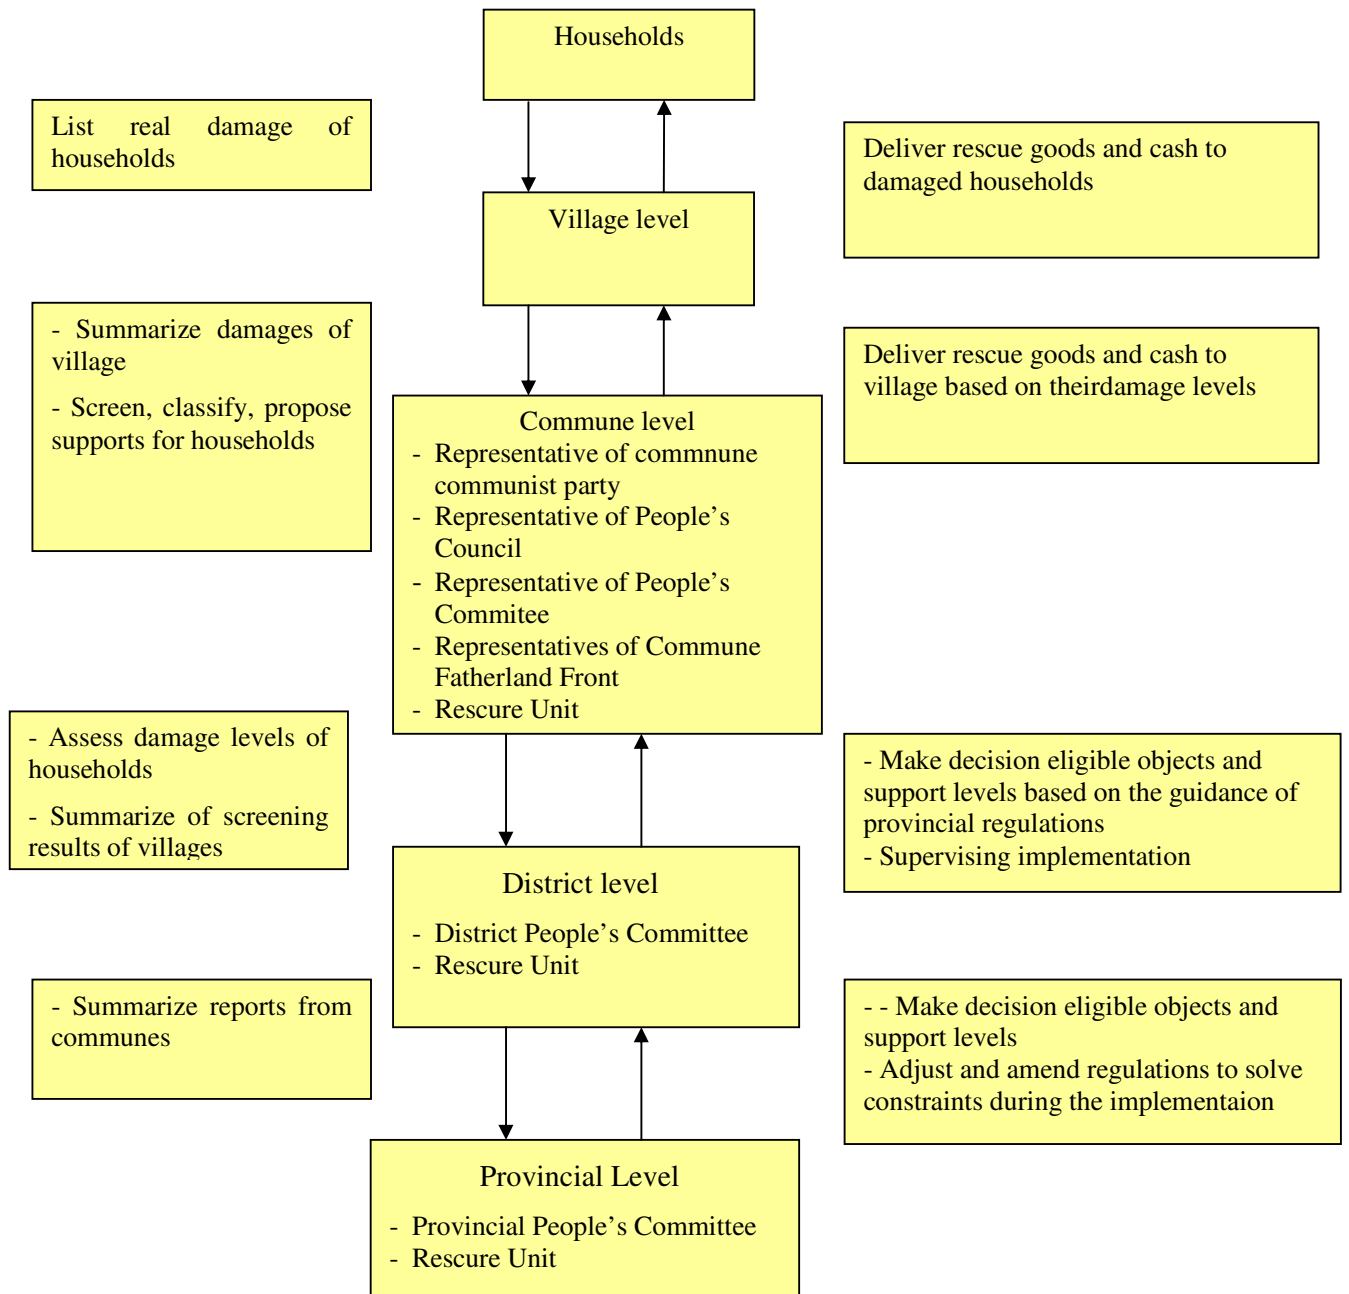 Households
List real damage of
households
Deliver rescue goods and cash to
damaged households
Village level
- Summarize damages of
village
- Screen, classify, propose
supports for households
Deliver rescue goods and cash to
village based on theirdamage levels
Commune level
- Representative of commnune
communist party
- Representative of People's
Council
- Representative of People's
Commitee
- Representatives of Commune
Fatherland Front
- Rescure Unit
- Assess damage levels of
households
- Summarize of screening
results of villages
- Make decision eligible objects and
support levels based on the guidance of
provincial regulations
- Supervising implementation
District level
- District People's Committee
- Rescure Unit
- Summarize reports from
communes
- - Make decision eligible objects and
support levels
- Adjust and amend regulations to solve
constraints during the implementaion
Provincial Level
- Provincial People's Committee
- Rescure Unit